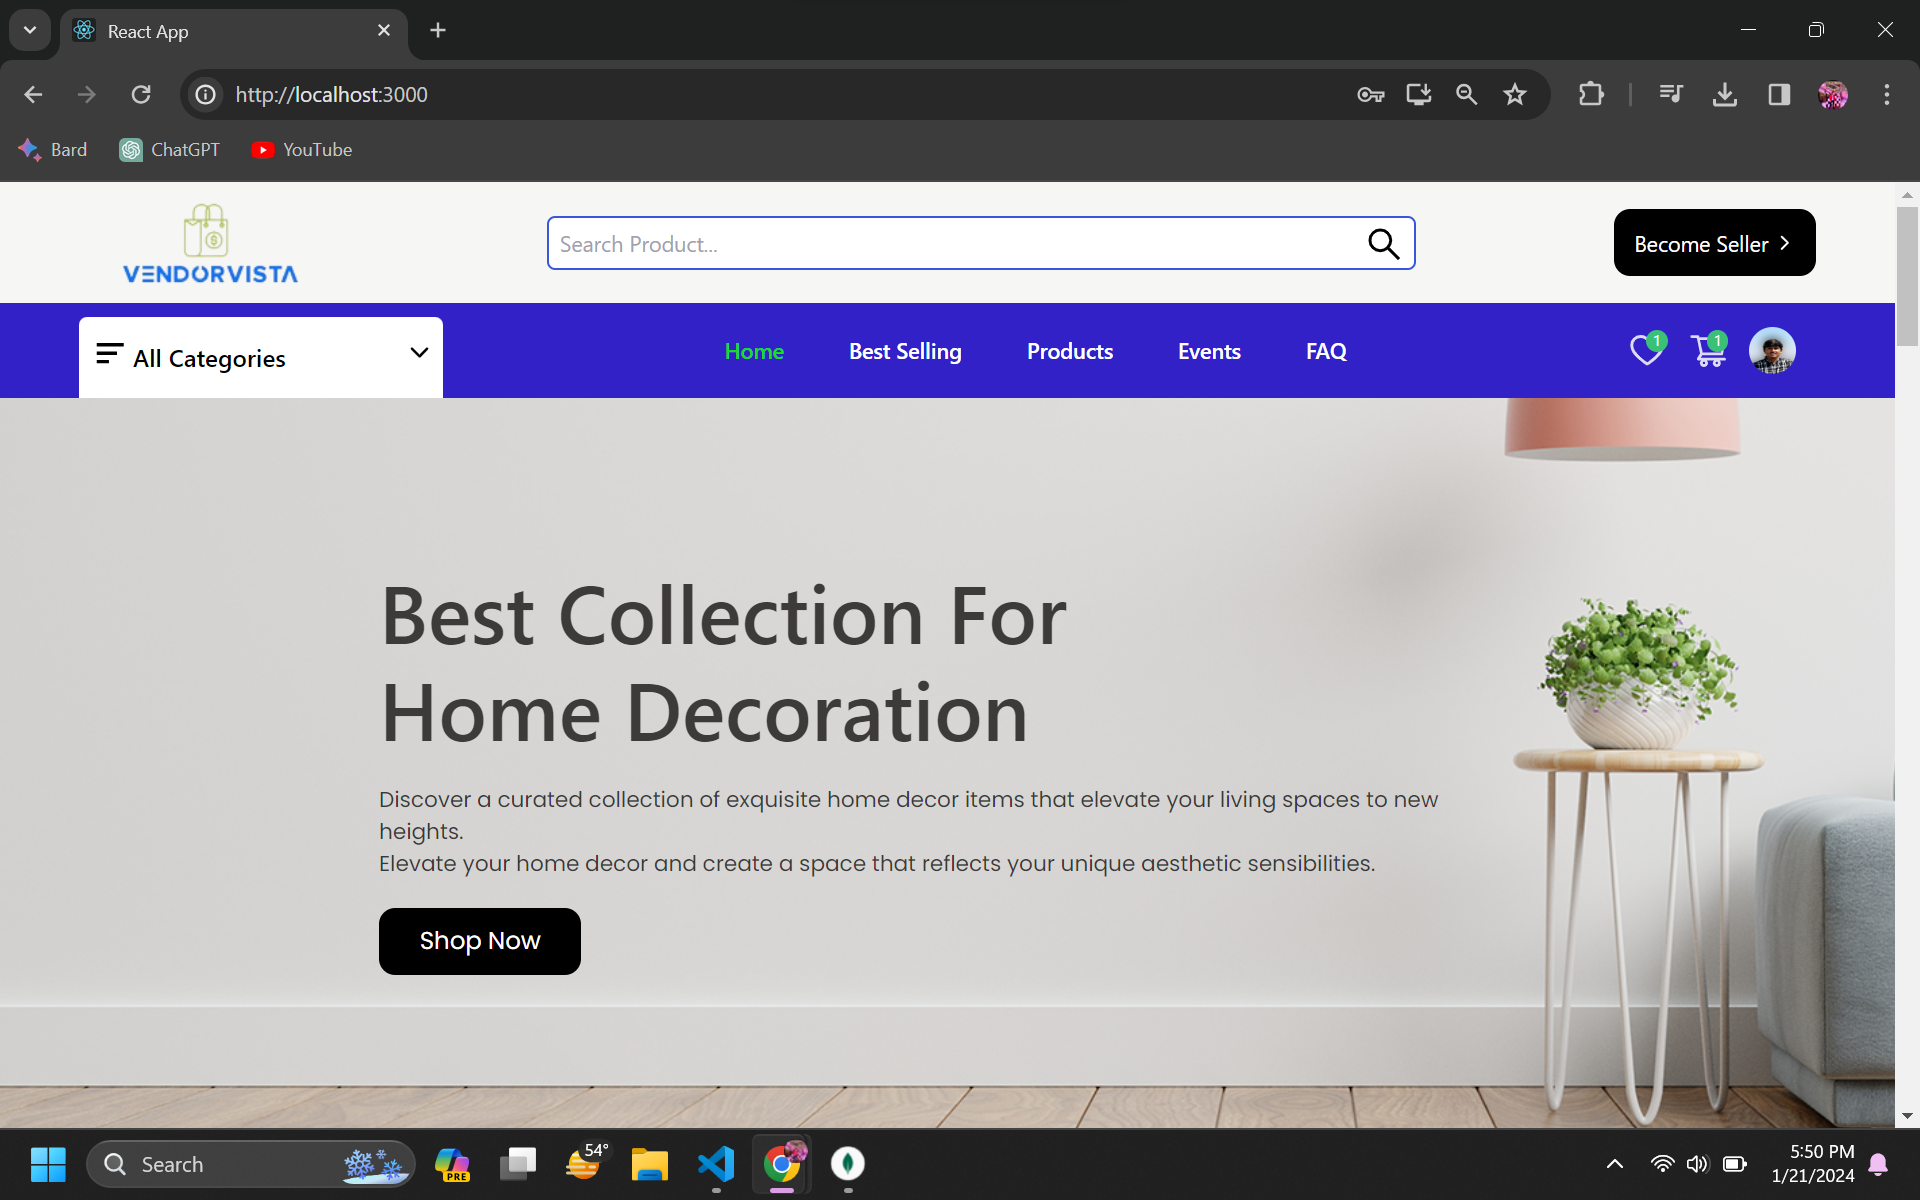 React App
http://localhost:3000
Bard
ChatGPT
YouTube
VENDORVISTA
Search Product...
Become Seller
All Categories
Home
Best Selling
Products
Events
FAQ
1
1
Best Collection For
Home Decoration
Discover a curated collection of exquisite home decor items that elevate your living spaces to new
heights.
Elevate your home decor and create a space that reflects your unique aesthetic sensibilities.
Shop Now
Search
PRE
54°
5:50 PM
1/21/2024